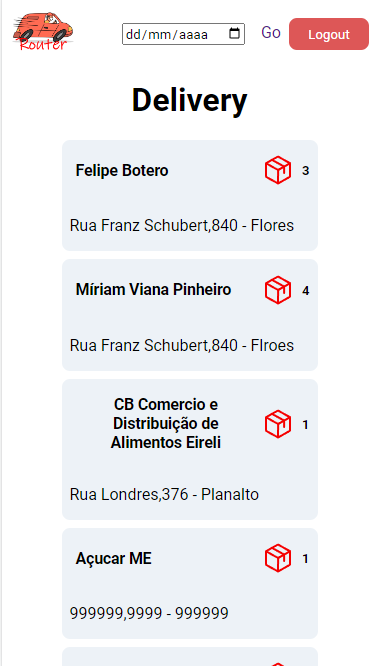 Router
dd/mm/aaaa
Go
Logout
Delivery
Felipe Botero
3
Rua Franz Schubert,840 - Flores
Míriam Viana Pinheiro
4
Rua Franz Schubert,840 - Flroes
CB Comercio e
Distribuição de
Alimentos Eireli
1
Rua Londres,376 - Planalto
Açucar ME
1
999999,9999 - 999999